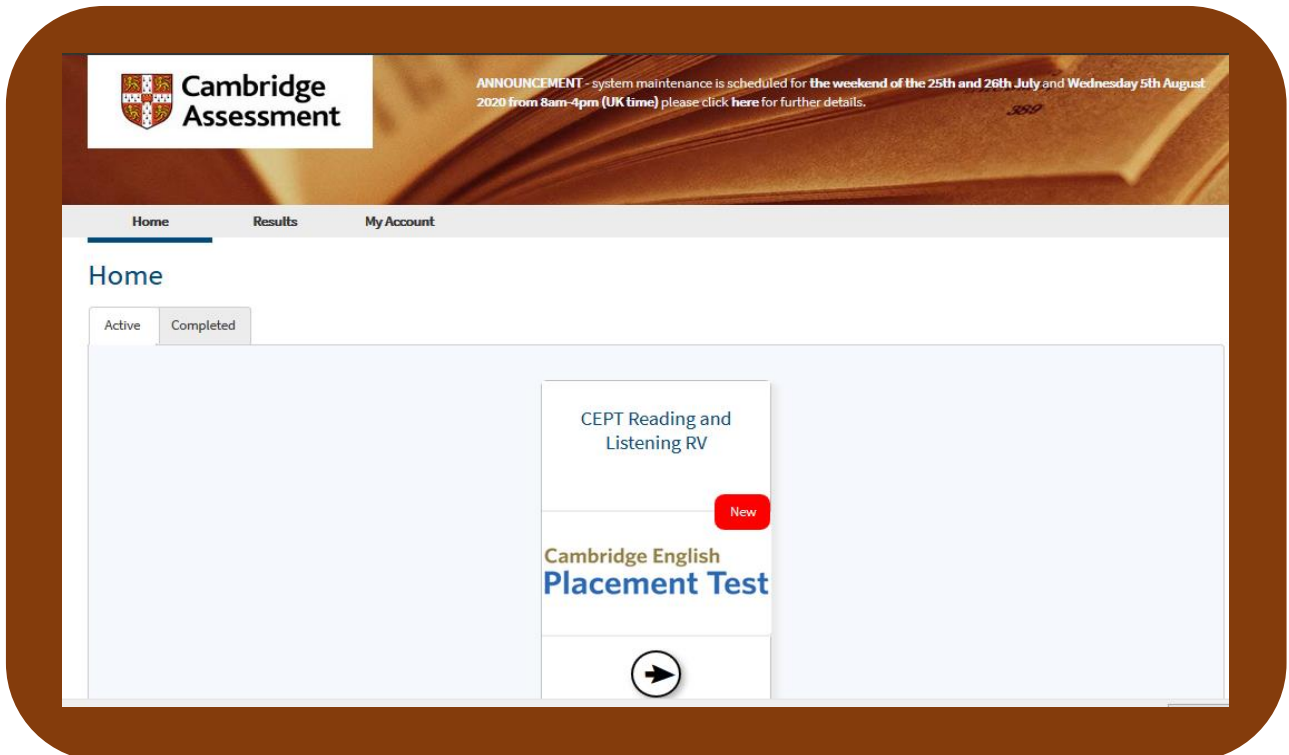 Cambridge
Assessment
ANNOUNCEMENT - system maintenance is scheduled for the weekend of the 25th and 26th July and Wednesday 5th August
2020 from 8am-4pm (UK time) please click here for further details.
389
Home Results My Account
Home
Active Completed
CEPT Reading and
Listening RV
New
Cambridge English
Placement Test